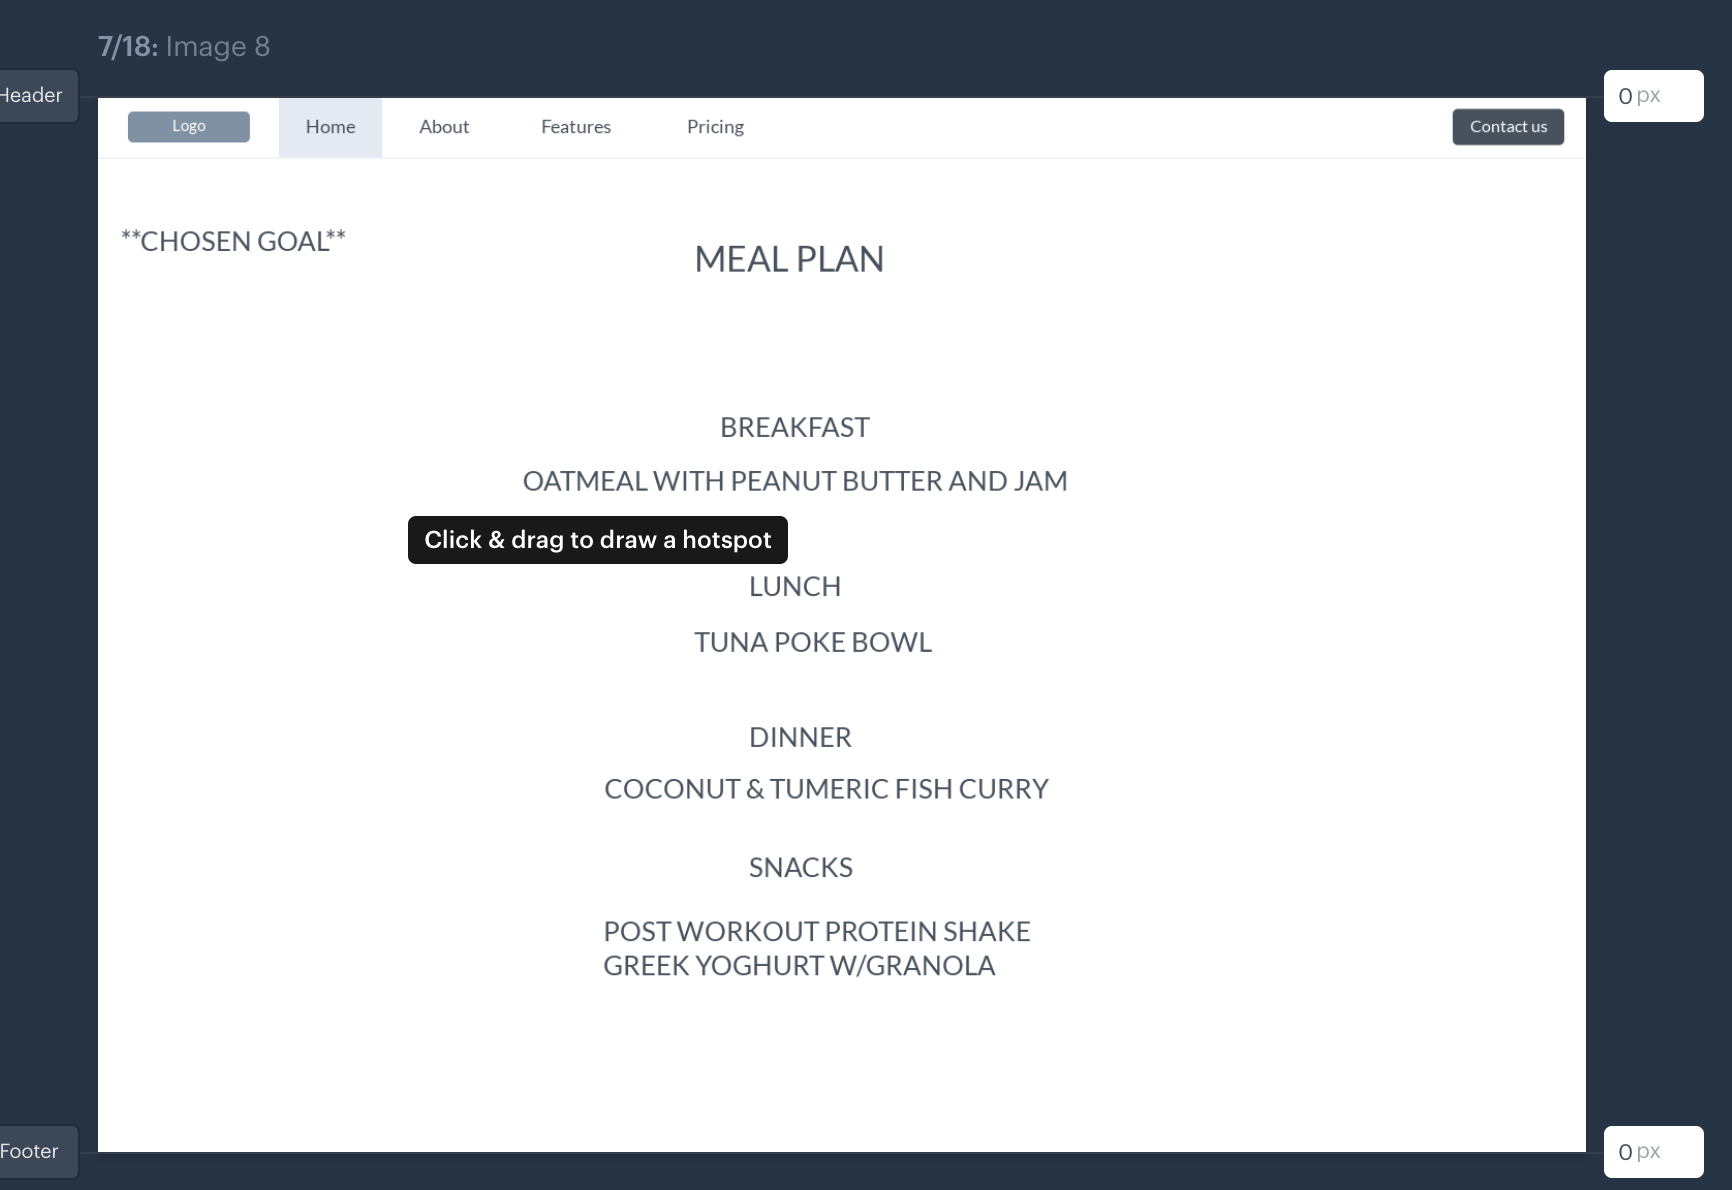 7/18: Image 8
Header
0 px
Logo
Home
About
Features
Pricing
Contact us
**CHOSEN GOAL**
MEAL PLAN
BREAKFAST
OATMEAL WITH PEANUT BUTTER AND JAM
Click & drag to draw a hotspot
LUNCH
TUNA POKE BOWL
DINNER
COCONUT & TUMERIC FISH CURRY
SNACKS
POST WORKOUT PROTEIN SHAKE
GREEK YOGHURT W/GRANOLA
Footer
0 px